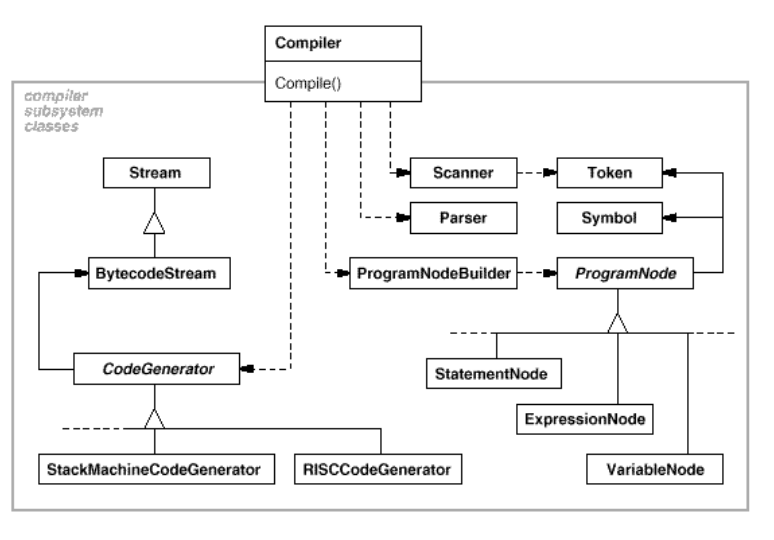 Compiler
Compile()
compiler
subsystem
classes
Stream
Scanner
Token
Parser
Symbol
BytecodeStream
ProgramNodeBuilder
ProgramNode
CodeGenerator
StatementNode
ExpressionNode
StackMachineCodeGenerator
RISCCodeGenerator
VariableNode